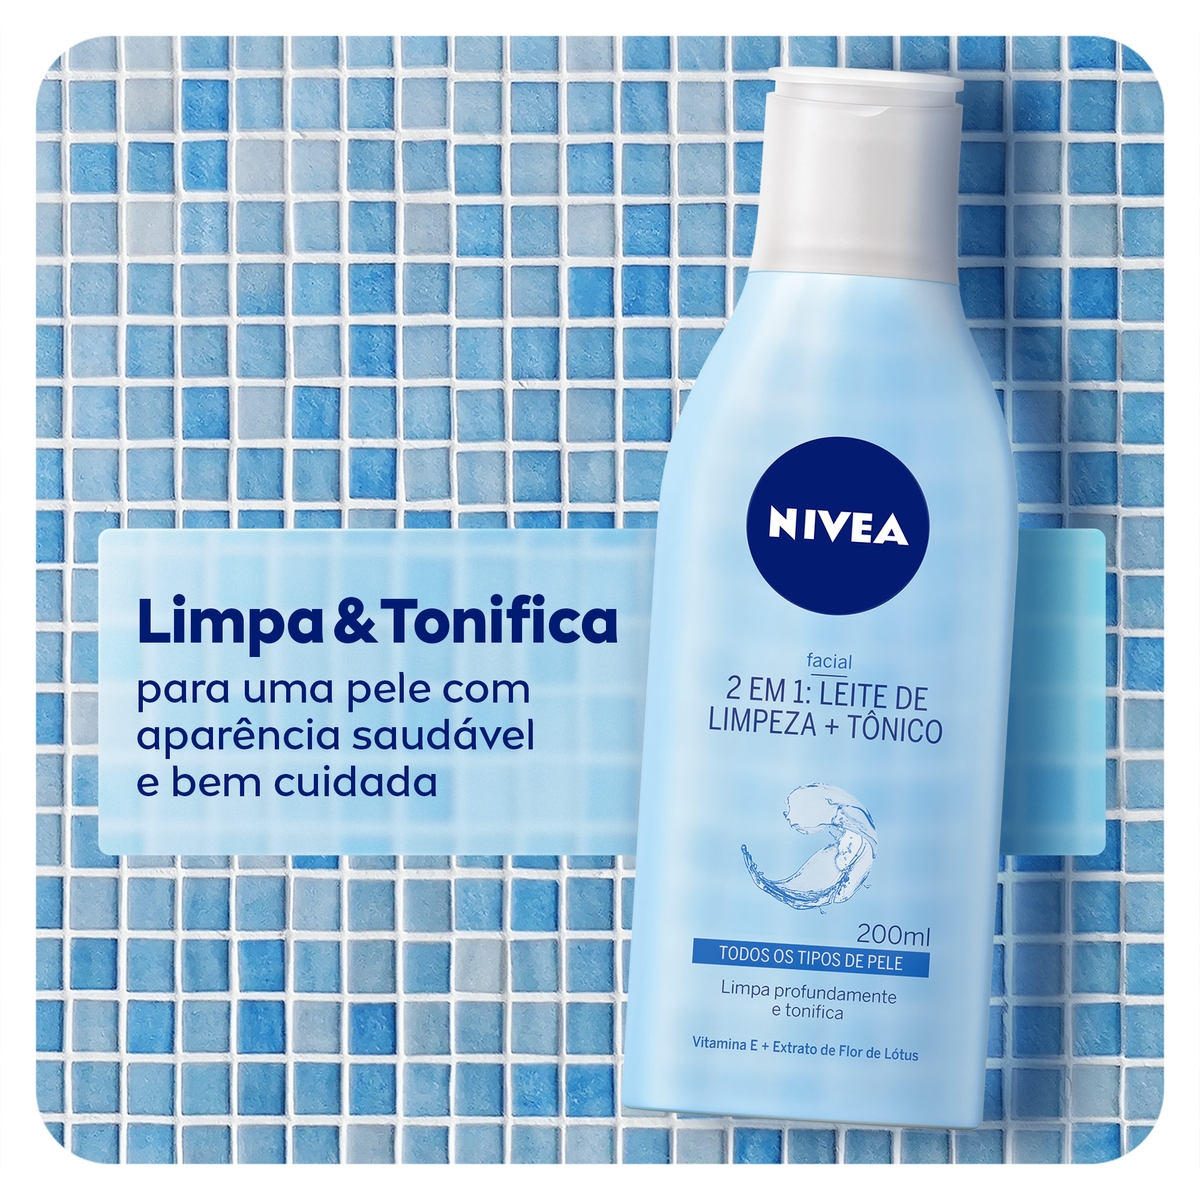 Limpa & Tonifica
para uma pele com
aparência saudável
e bem cuidada
NIVEA
facial
2 EM 1: LEITE DE
LIMPEZA + TÔNICO
200ml
TODOS OS TIPOS DE PELE
Limpa profundamente
e tonifica
Vitamina E + Extrato de Flor de Lótus